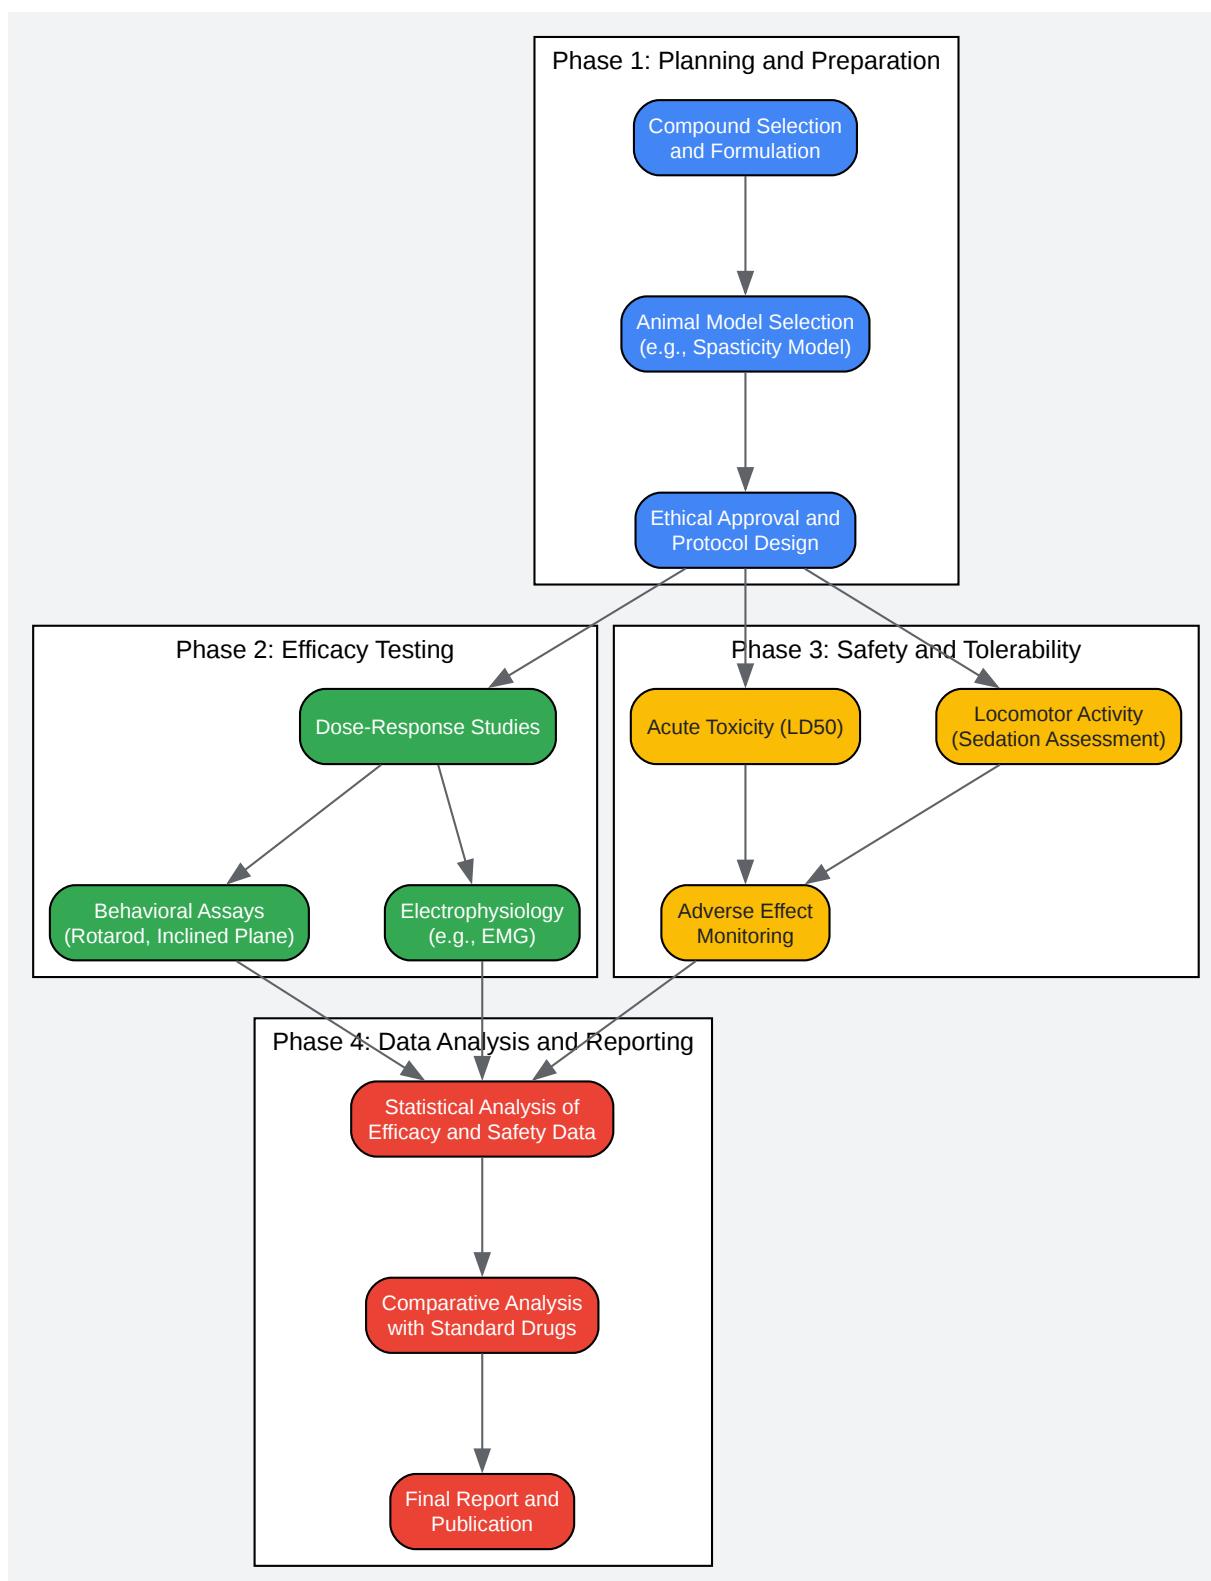 Phase 1: Planning and Preparation
Compound Selection
and Formulation
Animal Model Selection
(e.g., Spasticity Model)
Ethical Approval and
Protocol Design
Phase 2: Efficacy Testing
Dose-Response Studies
Behavioral Assays
(Rotarod, Inclined Plane)
Electrophysiology
(e.g., EMG)
Phase 3: Safety and Tolerability
Acute Toxicity (LD50)
Locomotor Activity
(Sedation Assessment)
Adverse Effect
Monitoring
Phase 4: Data Analysis and Reporting
Statistical Analysis of
Efficacy and Safety Data
Comparative Analysis
with Standard Drugs
Final Report and
Publication